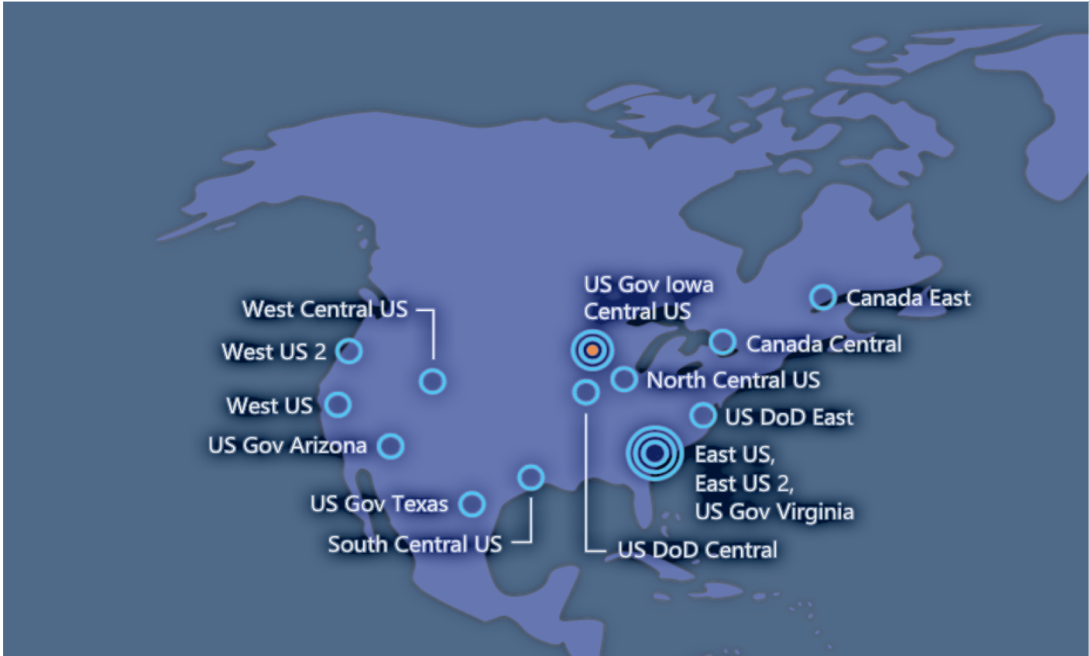 US Gov Iowa
Central US
Canada East
West Central US
Canada Central
West US 2
North Central US
West US
US DoD East
US Gov Arizona
East US,
East US 2,
US Gov Virginia
US Gov Texas
South Central US
US DoD Central